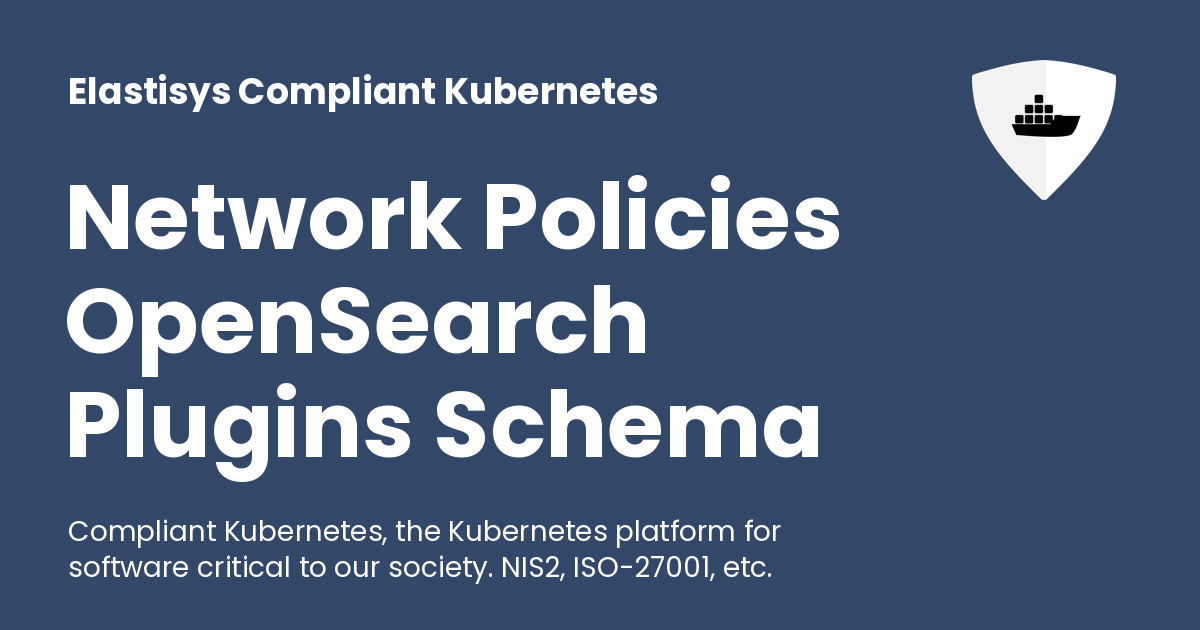 Elastisys Compliant Kubernetes
Network Policies
OpenSearch
Plugins Schema
Compliant Kubernetes, the Kubernetes platform for
software critical to our society. NIS2, ISO-27001, etc.